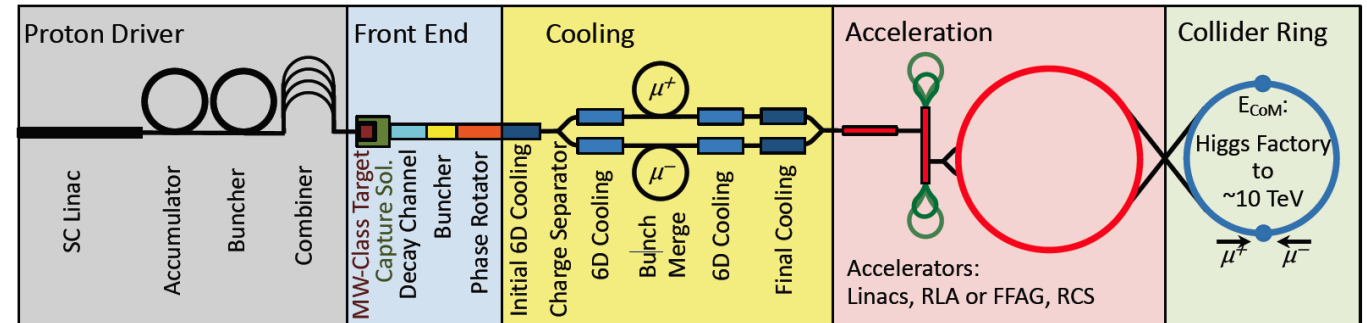 Proton Driver
SC Linac
Accumulator
Buncher
Combiner
Front End
MW-Class Target
Capture Sol.
Decay Channel
Buncher
Phase Rotator
Cooling
μ+
μ−
Initial 6D Cooling
Charge Separator
6D Cooling
Bunch
Merge
6D Cooling
Final Cooling
Acceleration
Accelerators:
Linacs, RLA or FFAG, RCS
Collider Ring
ECoM:
Higgs Factory
to
~10 TeV
μ+ μ−